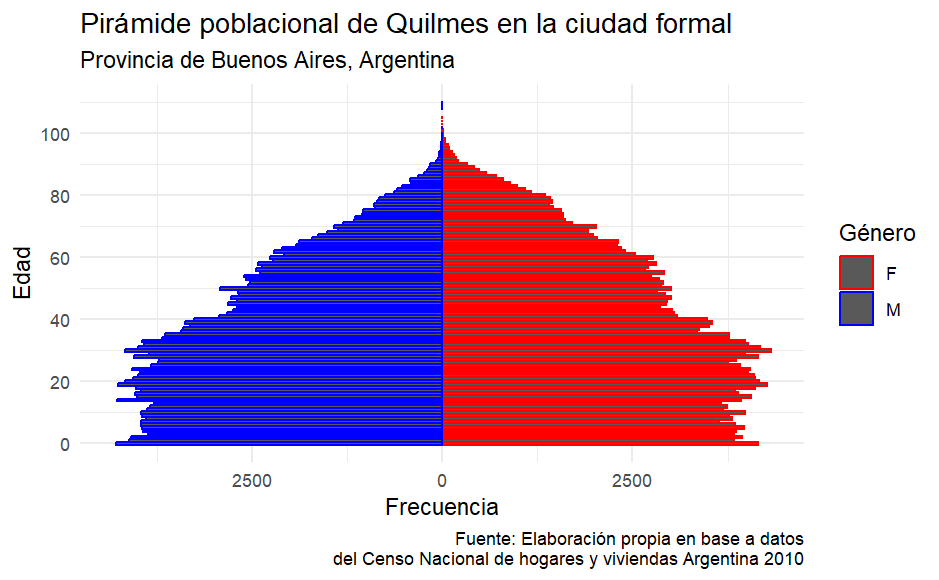 Pirámide poblacional de Quilmes en la ciudad formal
Provincia de Buenos Aires, Argentina
100
80
60
40
20
0
Edad
2500
0
2500
Frecuencia
Género
F
M
Fuente: Elaboración propia en base a datos
del Censo Nacional de hogares y viviendas Argentina 2010